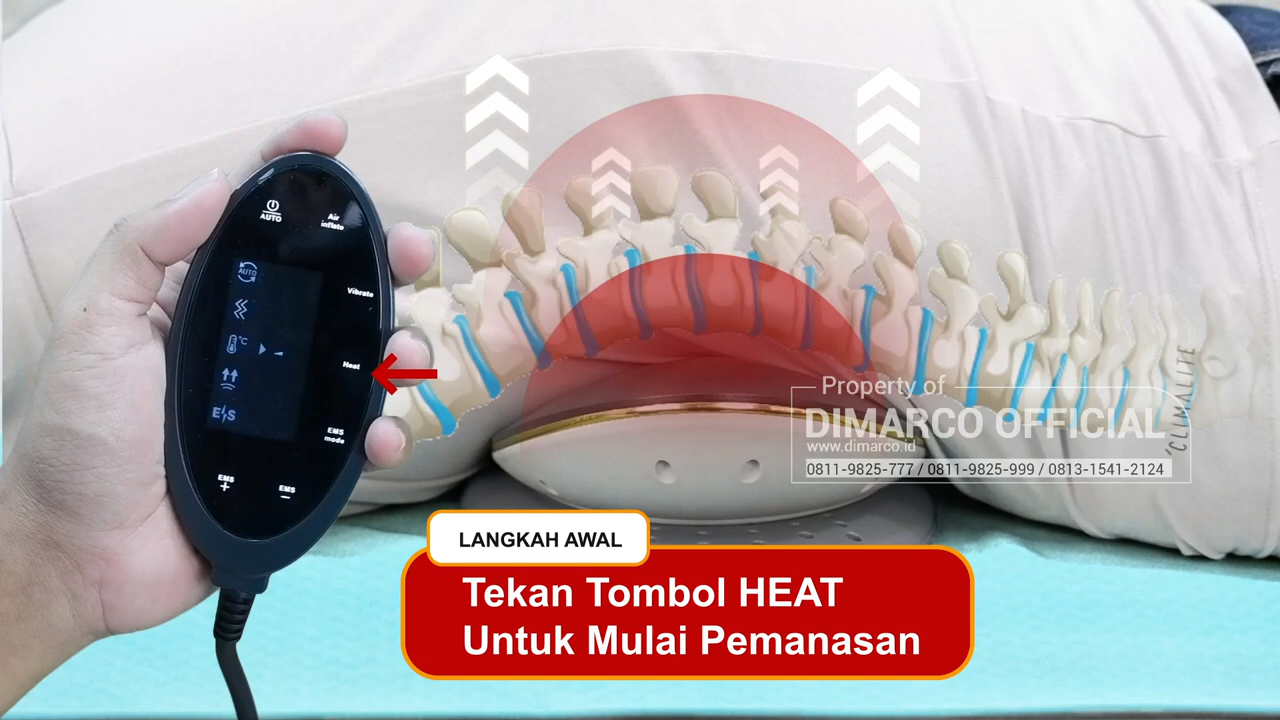 AUTO
Air
inflate
AUTO
Vibrate
°C
Heat
E S
EMS
mode
EMS
+
EMS
−
'CLIMALITE
Property of
DIMARCO OFFICIAL
www.dimarco.id
0811-9825-777 / 0811-9825-999 / 0813-1541-2124
LANGKAH AWAL
Tekan Tombol HEAT
Untuk Mulai Pemanasan